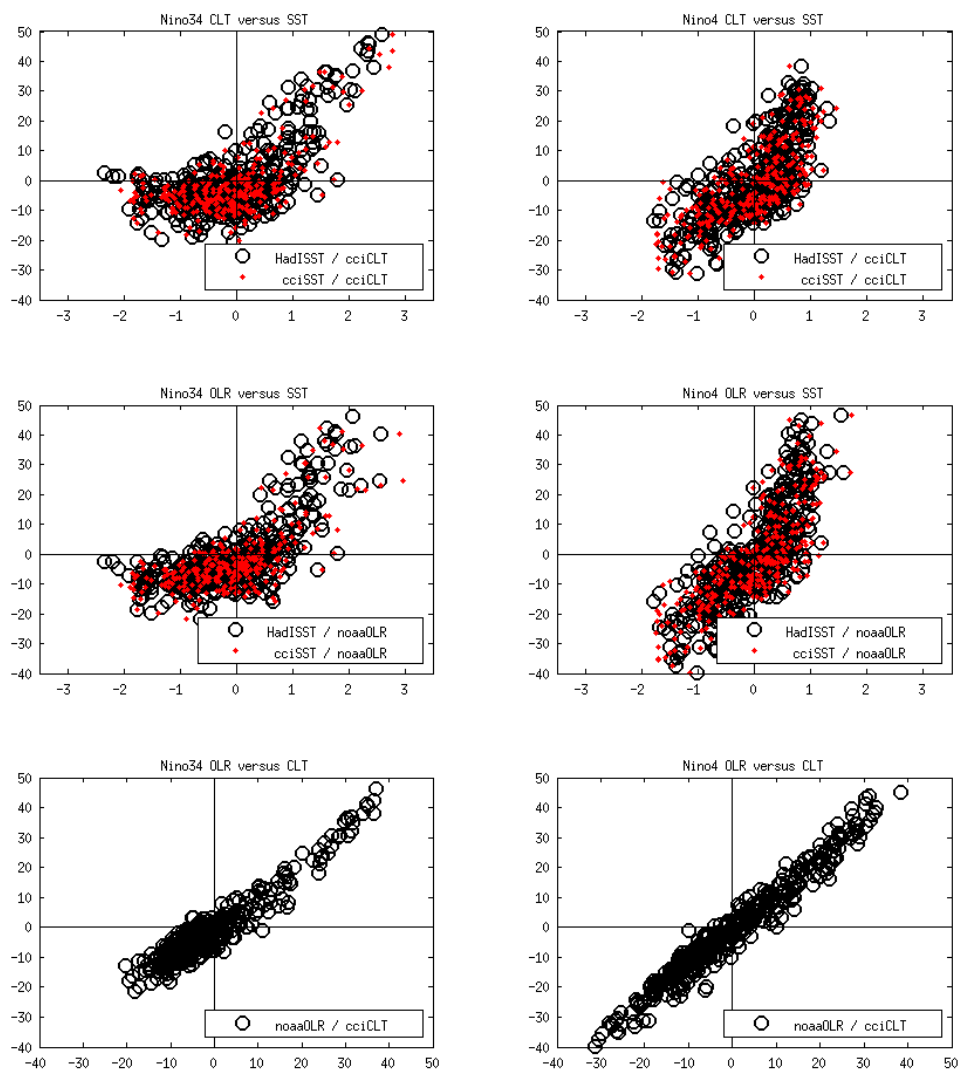 Nino34 CLT versus SST
50
40
30
20
10
0
-10
-20
-30
-40
-3 -2 -1 0 1 2 3
HadISST / cciCLT
cciSST / cciCLT
Nino4 CLT versus SST
50
40
30
20
10
0
-10
-20
-30
-40
-3 -2 -1 0 1 2 3
HadISST / cciCLT
cciSST / cciCLT
Nino34 OLR versus SST
50
40
30
20
10
0
-10
-20
-30
-40
-3 -2 -1 0 1 2 3
HadISST / noaaOLR
cciSST / noaaOLR
Nino4 OLR versus SST
50
40
30
20
10
0
-10
-20
-30
-40
-3 -2 -1 0 1 2 3
HadISST / noaaOLR
cciSST / noaaOLR
Nino34 OLR versus CLT
50
40
30
20
10
0
-10
-20
-30
-40
-40 -30 -20 -10 0 10 20 30 40 50
noaaOLR / cciCLT
Nino4 OLR versus CLT
50
40
30
20
10
0
-10
-20
-30
-40
-40 -30 -20 -10 0 10 20 30 40 50
noaaOLR / cciCLT